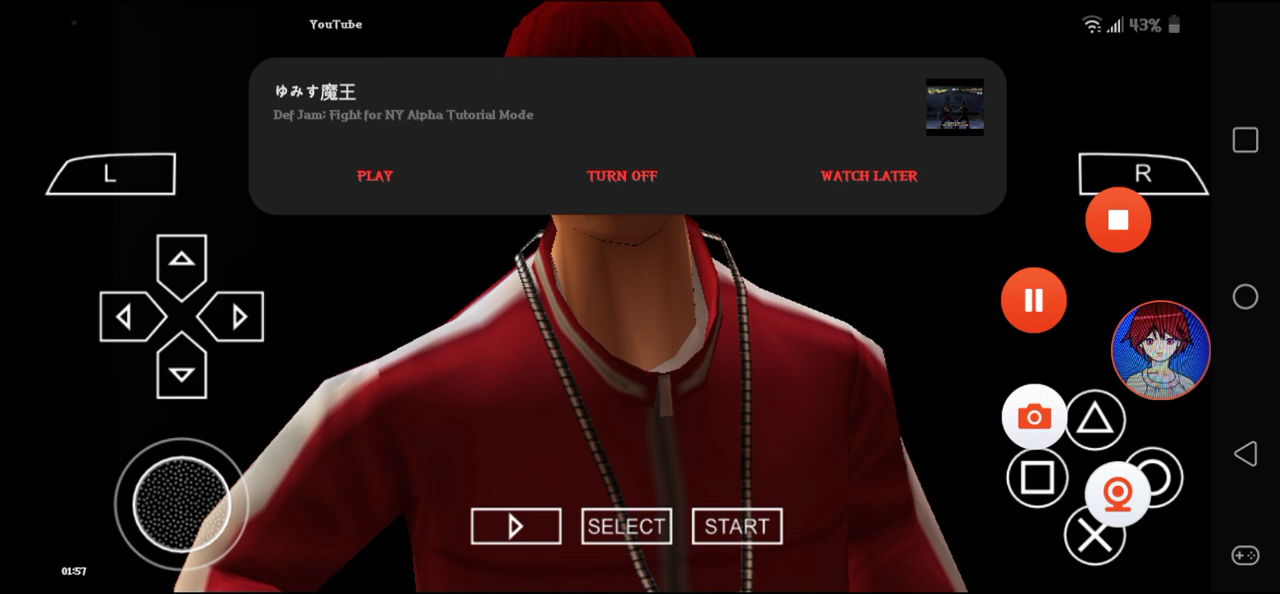 YouTube
43%
ゆみす魔王
Def Jam: Fight for NY Alpha Tutorial Mode
PLAY TURN OFF WATCH LATER
L
R
SELECT START
01:57